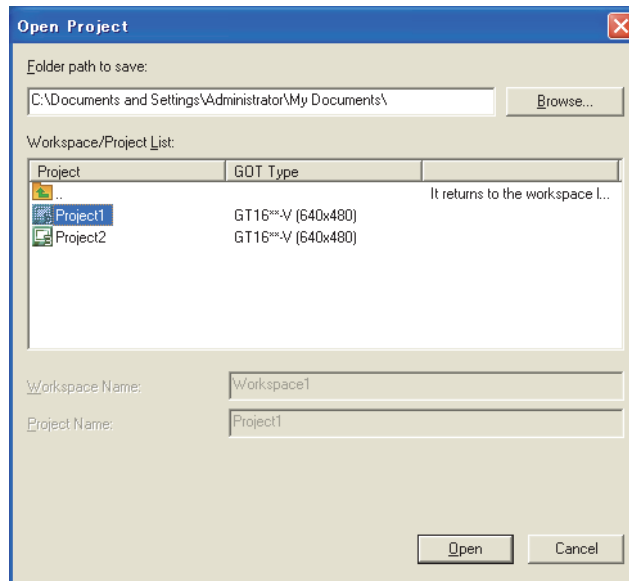 Open Project
Folder path to save:
C:\Documents and Settings\Administrator\My Documents\ Browse...
Workspace/Project List:
Project GOT Type
.. It returns to the workspace l...
Project1 GT16**-V (640x480)
Project2 GT16**-V (640x480)
Workspace Name: Workspace1
Project Name: Project1
Open Cancel